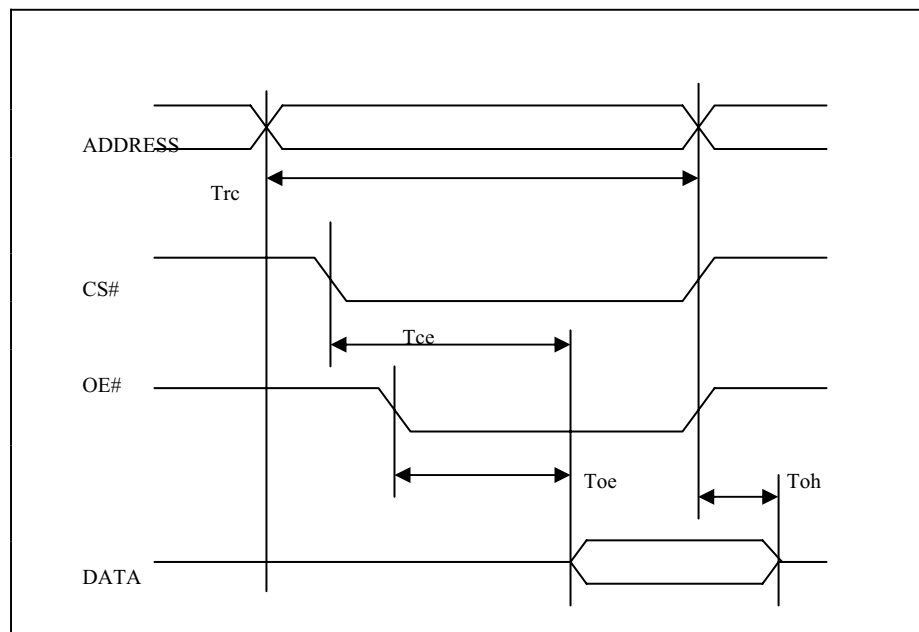 ADDRESS
Trc
CS#
Tce
OE#
Toe
Toh
DATA